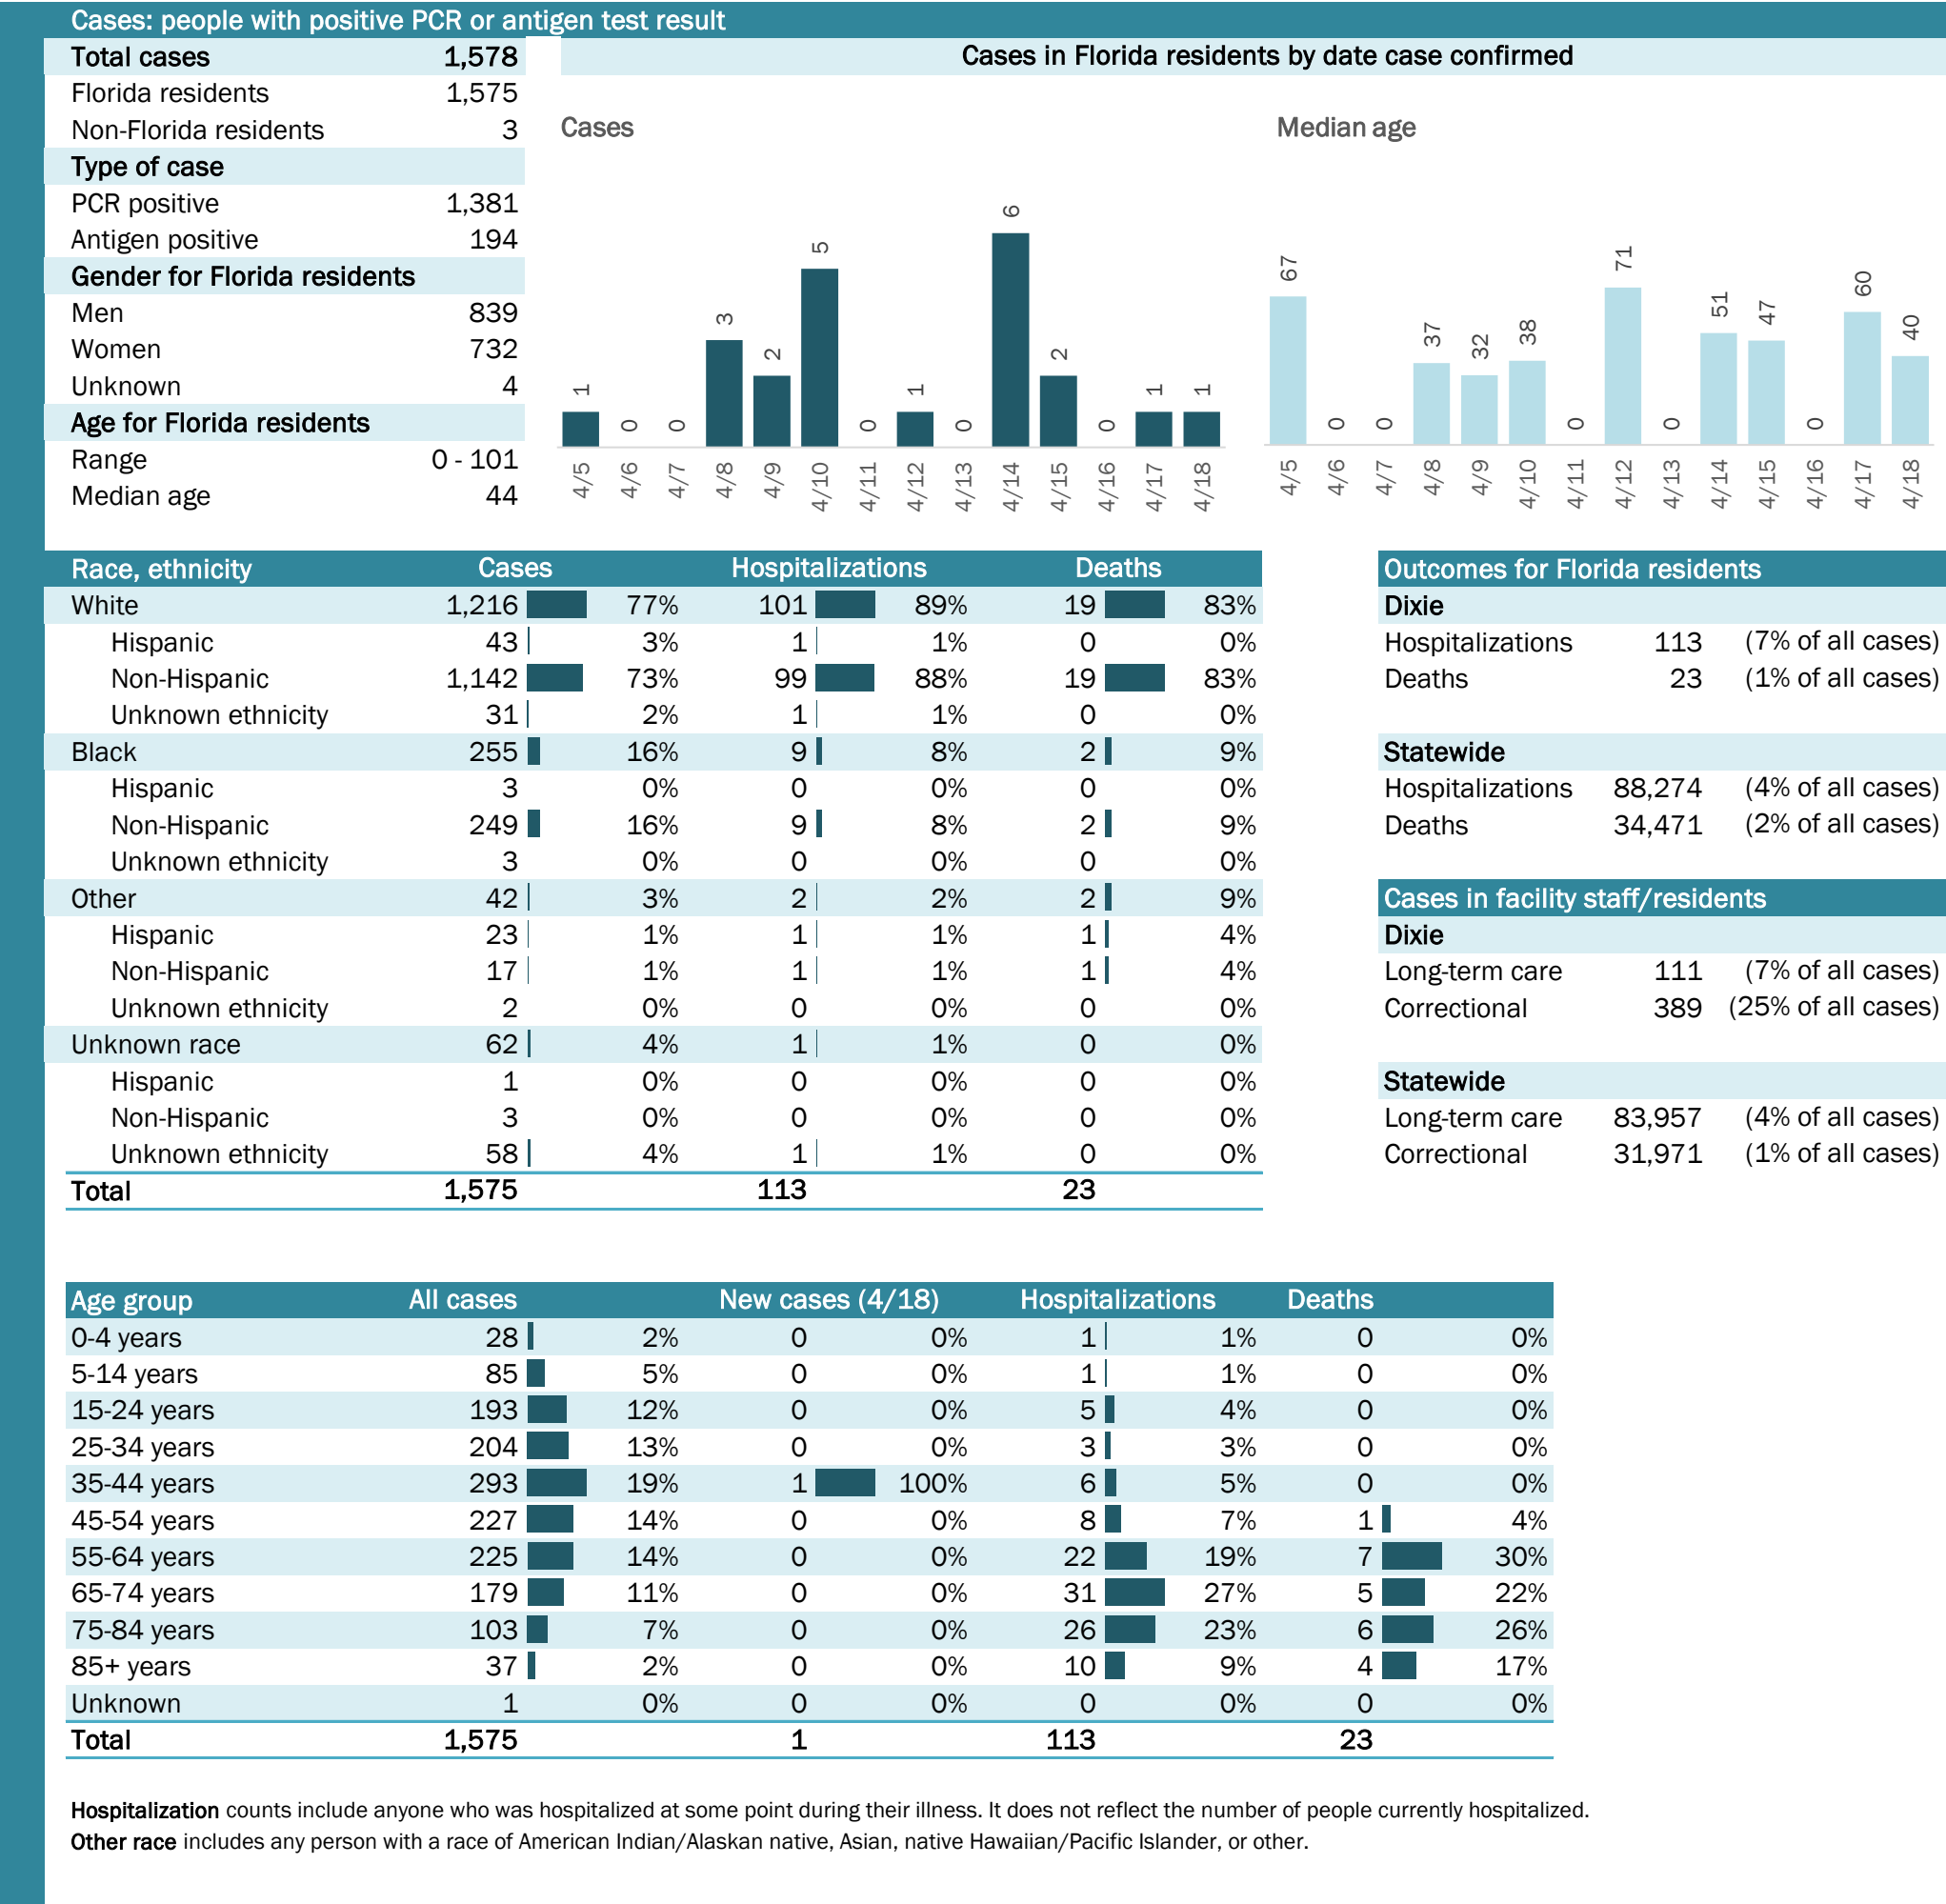 Cases: people with positive PCR or antigen test result
Total cases 1,578
Florida residents 1,575
Non-Florida residents 3
Type of case
PCR positive 1,381
Antigen positive 194
Gender for Florida residents
Men 839
Women 732
Unknown 4
Age for Florida residents
Range 0 - 101
Median age 44
Cases in Florida residents by date case confirmed
Cases
1 0 0 3 2 5 0 1 0 6 2 0 1 1
4/5 4/6 4/7 4/8 4/9 4/10 4/11 4/12 4/13 4/14 4/15 4/16 4/17 4/18
Median age
67 0 0 37 32 38 0 71 0 51 47 0 60 40
4/5 4/6 4/7 4/8 4/9 4/10 4/11 4/12 4/13 4/14 4/15 4/16 4/17 4/18
Race, ethnicity Cases Hospitalizations Deaths
White 1,216 77% 101 89% 19 83%
Hispanic 43 3% 1 1% 0 0%
Non-Hispanic 1,142 73% 99 88% 19 83%
Unknown ethnicity 31 2% 1 1% 0 0%
Black 255 16% 9 8% 2 9%
Hispanic 3 0% 0 0% 0 0%
Non-Hispanic 249 16% 9 8% 2 9%
Unknown ethnicity 3 0% 0 0% 0 0%
Other 42 3% 2 2% 2 9%
Hispanic 23 1% 1 1% 1 4%
Non-Hispanic 17 1% 1 1% 1 4%
Unknown ethnicity 2 0% 0 0% 0 0%
Unknown race 62 4% 1 1% 0 0%
Hispanic 1 0% 0 0% 0 0%
Non-Hispanic 3 0% 0 0% 0 0%
Unknown ethnicity 58 4% 1 1% 0 0%
Total 1,575 113 23
Outcomes for Florida residents
Dixie
Hospitalizations 113 (7% of all cases)
Deaths 23 (1% of all cases)
Statewide
Hospitalizations 88,274 (4% of all cases)
Deaths 34,471 (2% of all cases)
Cases in facility staff/residents
Dixie
Long-term care 111 (7% of all cases)
Correctional 389 (25% of all cases)
Statewide
Long-term care 83,957 (4% of all cases)
Correctional 31,971 (1% of all cases)
Age group All cases New cases (4/18) Hospitalizations Deaths
0-4 years 28 2% 0 0% 1 1% 0 0%
5-14 years 85 5% 0 0% 1 1% 0 0%
15-24 years 193 12% 0 0% 5 4% 0 0%
25-34 years 204 13% 0 0% 3 3% 0 0%
35-44 years 293 19% 1 100% 6 5% 0 0%
45-54 years 227 14% 0 0% 8 7% 1 4%
55-64 years 225 14% 0 0% 22 19% 7 30%
65-74 years 179 11% 0 0% 31 27% 5 22%
75-84 years 103 7% 0 0% 26 23% 6 26%
85+ years 37 2% 0 0% 10 9% 4 17%
Unknown 1 0% 0 0% 0 0% 0 0%
Total 1,575 1 113 23
Hospitalization counts include anyone who was hospitalized at some point during their illness. It does not reflect the number of people currently hospitalized.
Other race includes any person with a race of American Indian/Alaskan native, Asian, native Hawaiian/Pacific Islander, or other.